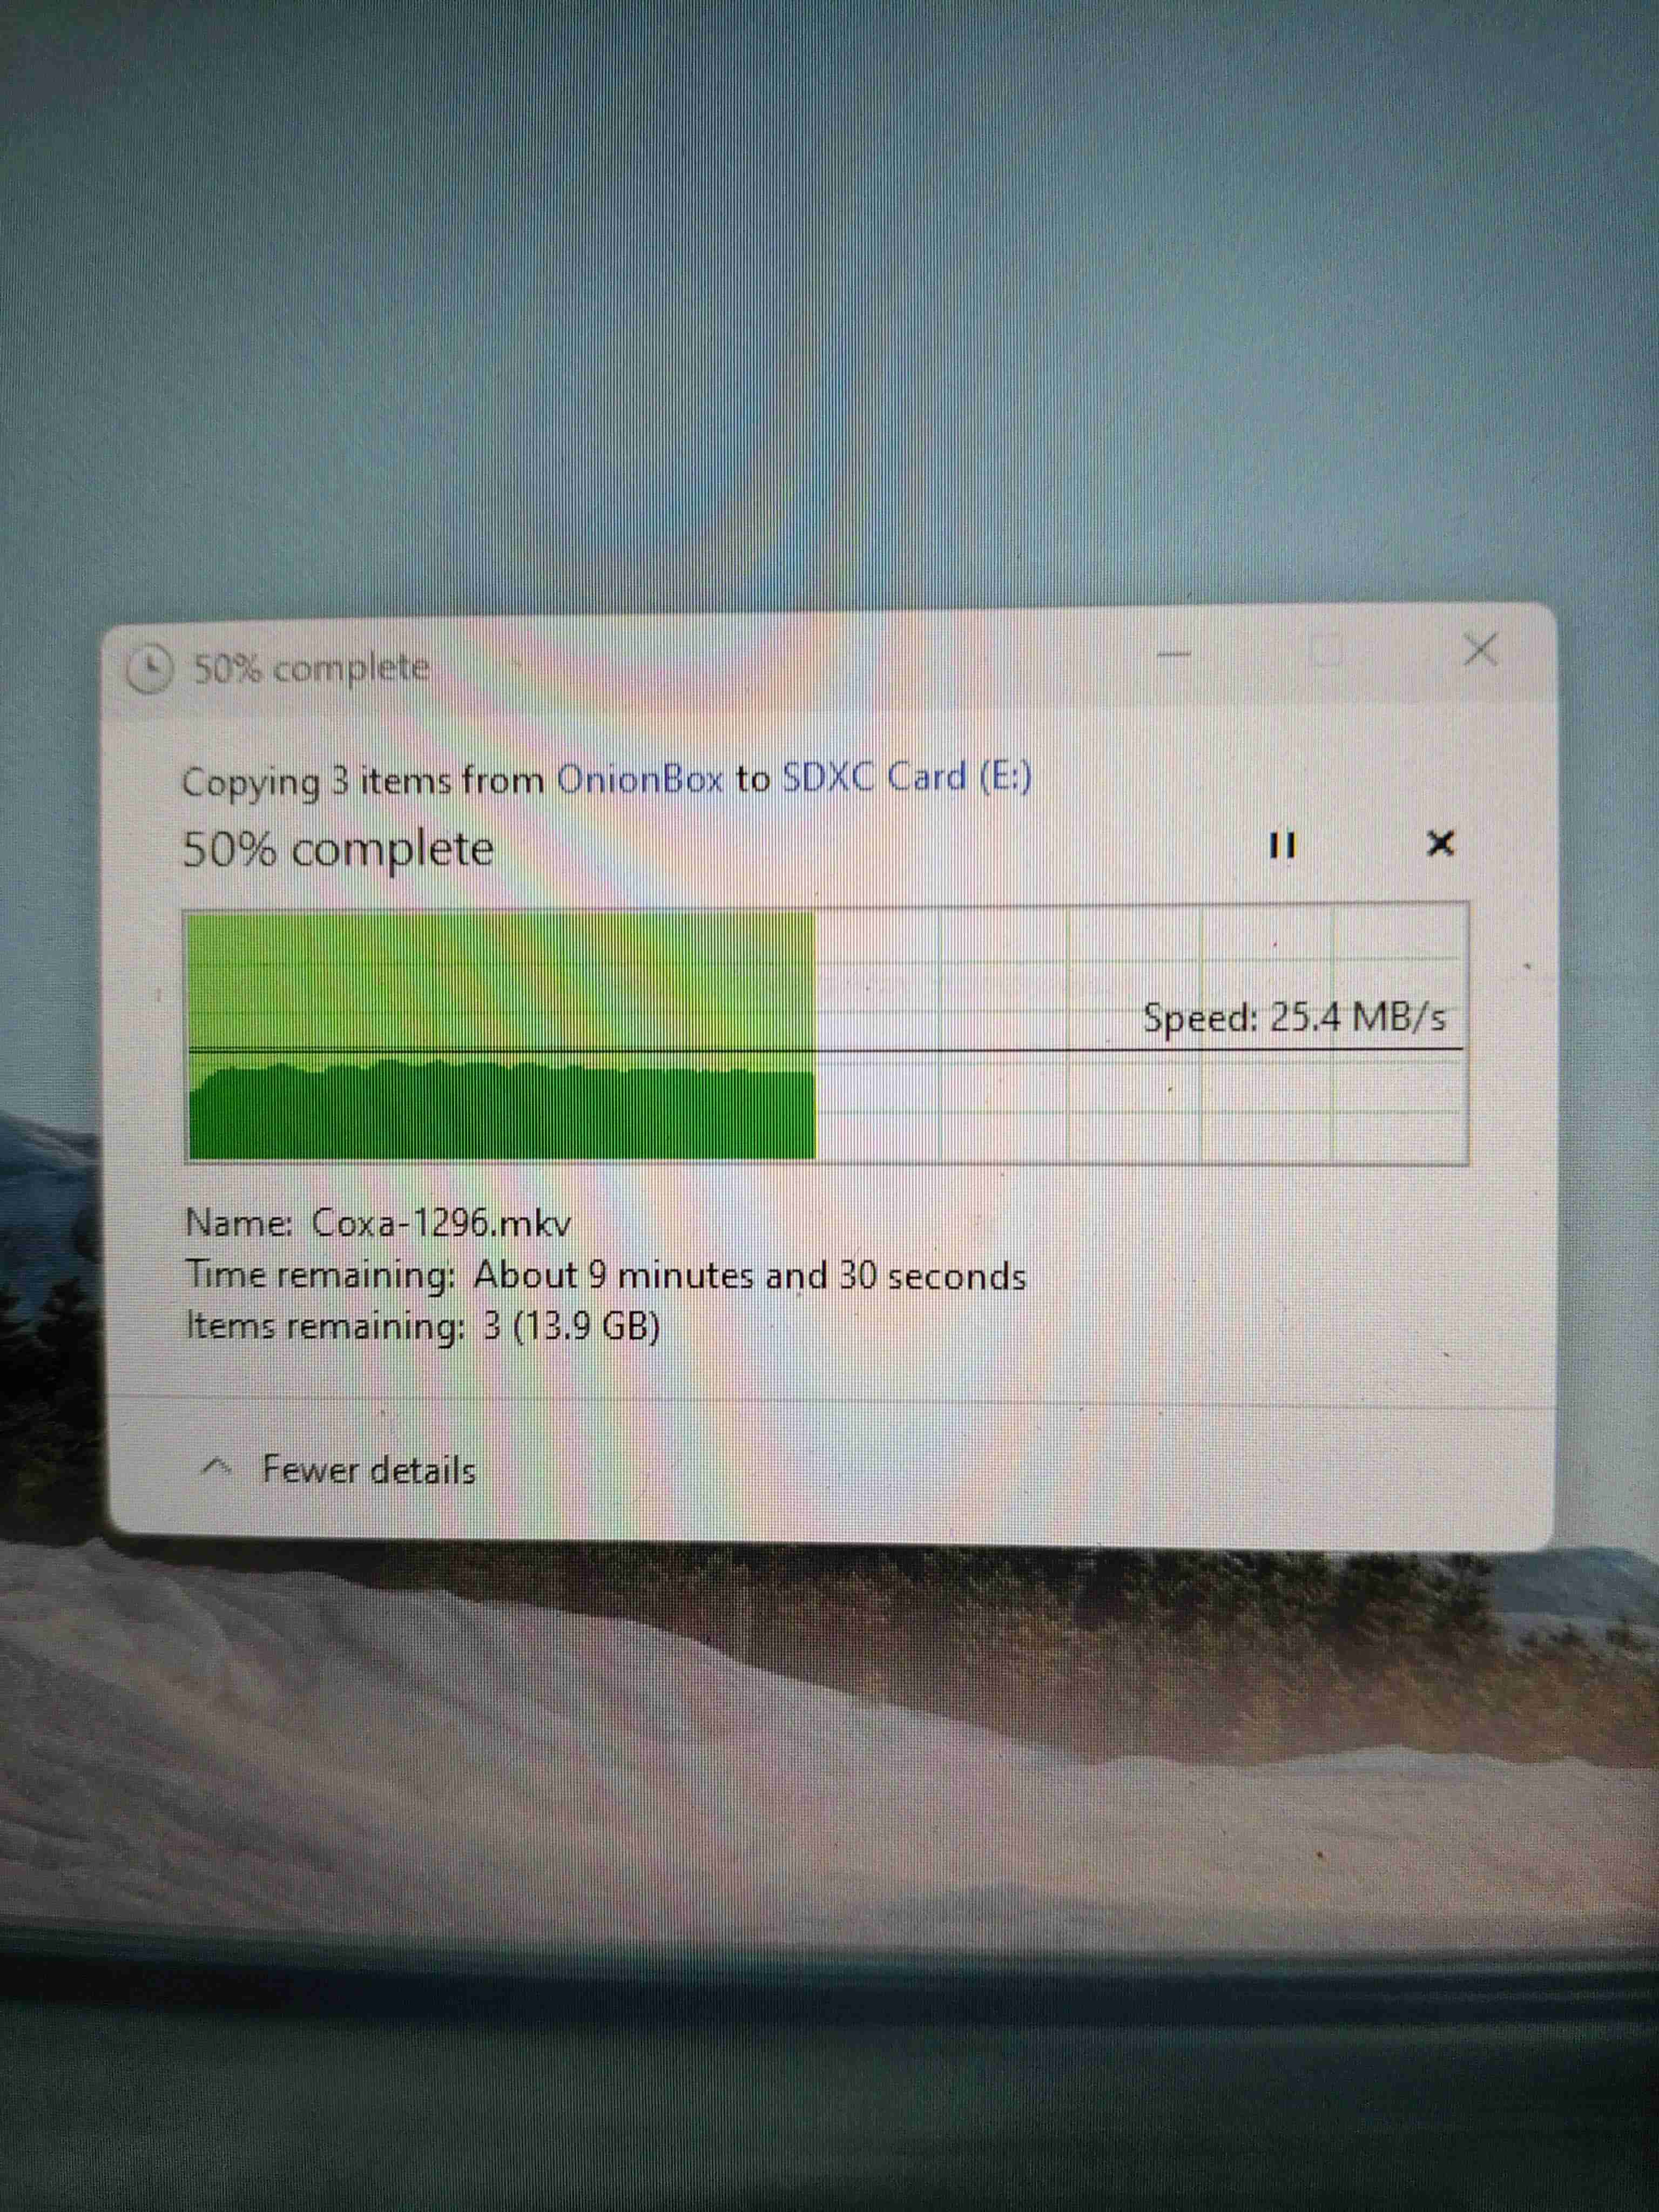 50% complete
Copying 3 items from OnionBox to SDXC Card (E:)
50% complete
Speed: 25.4 MB/s
Name: Coxa-1296.mkv
Time remaining: About 9 minutes and 30 seconds
Items remaining: 3 (13.9 GB)
Fewer details